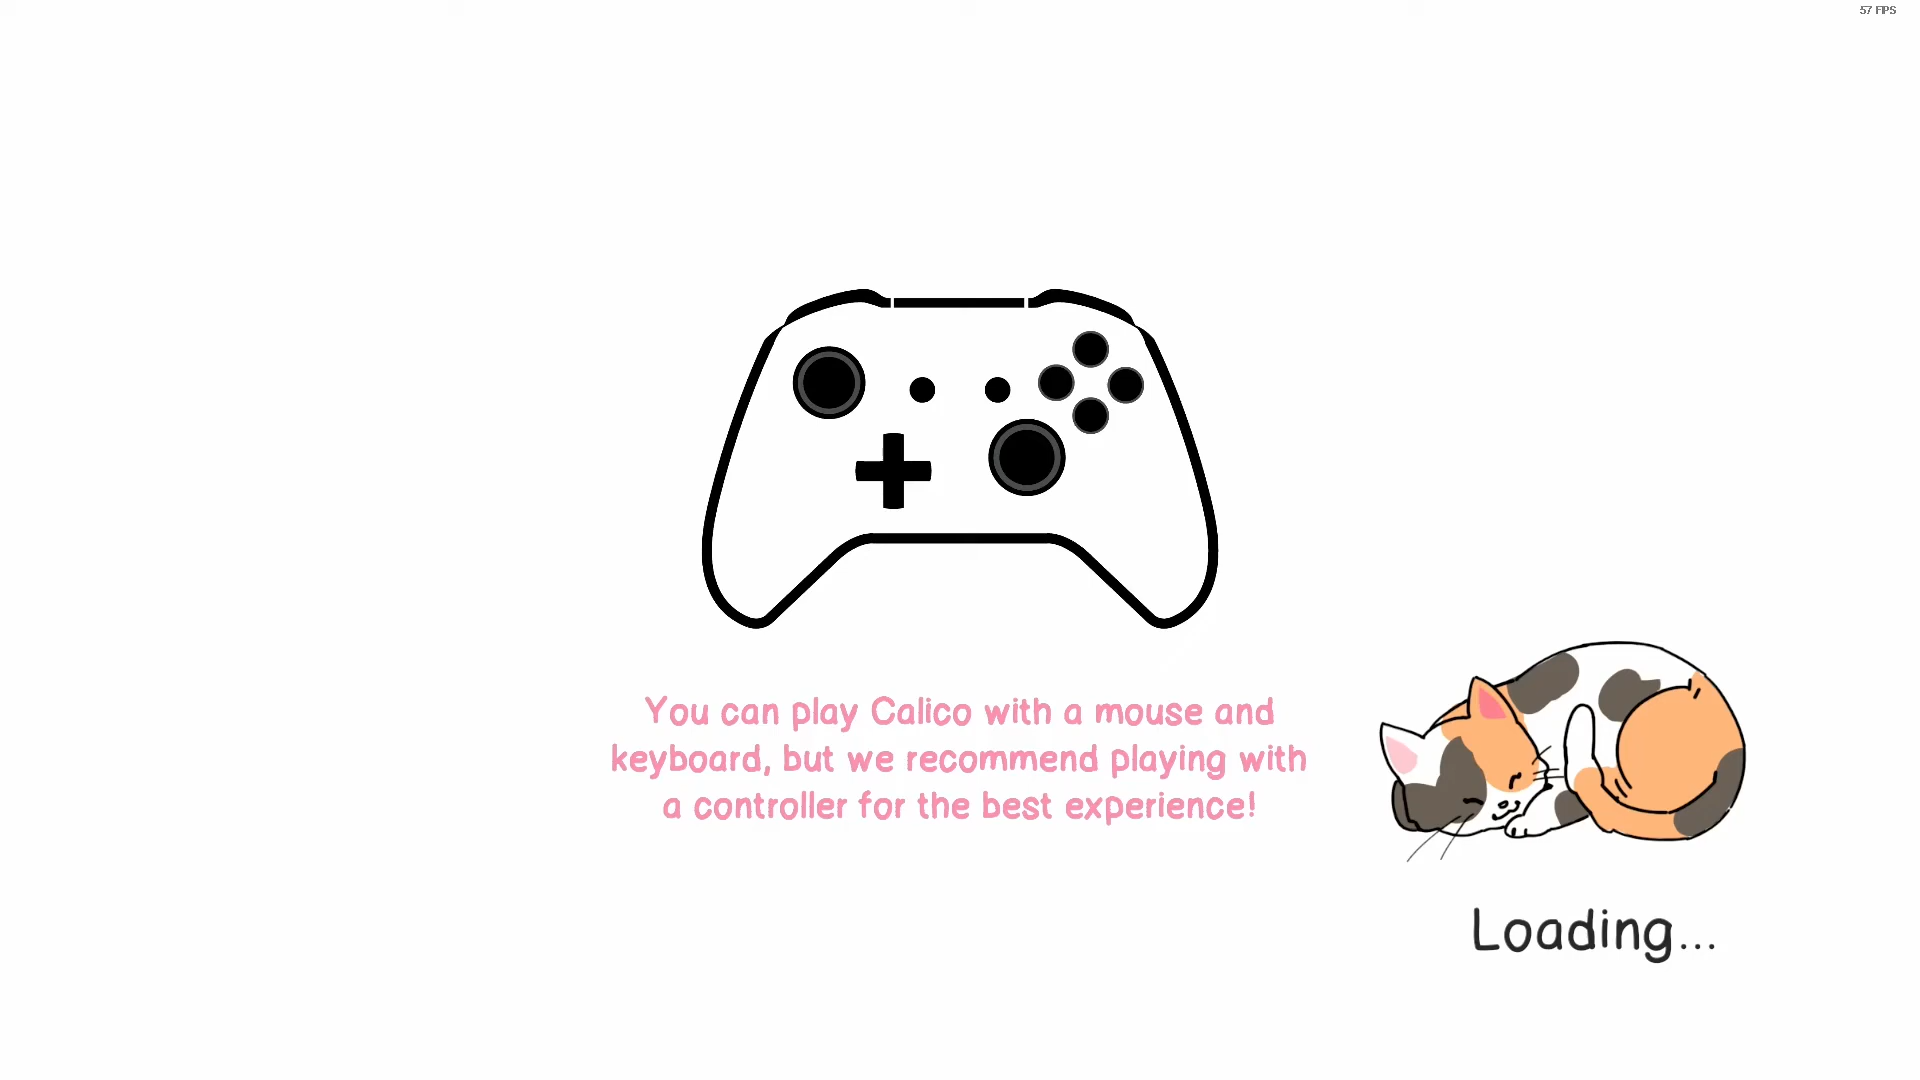 57 FPS
You can play Calico with a mouse and
keyboard, but we recommend playing with
a controller for the best experience!
Loading...